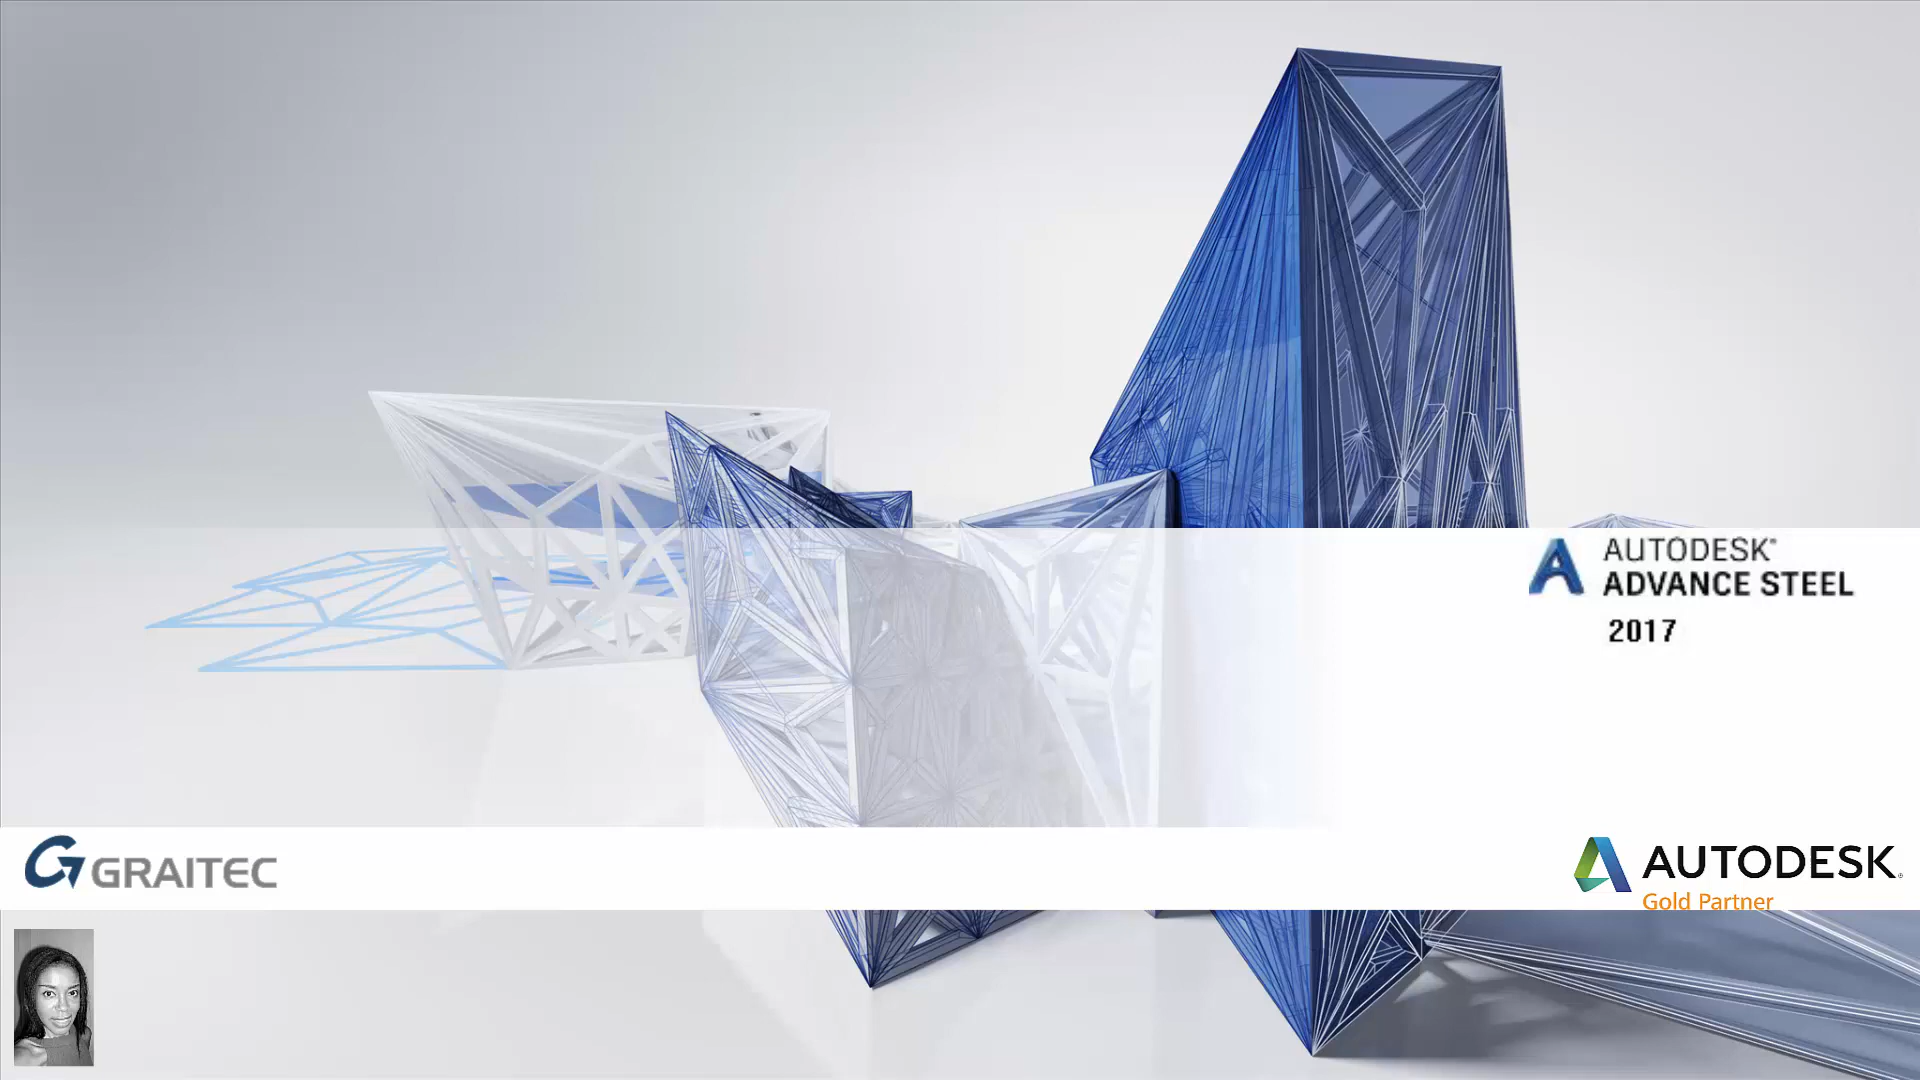 AUTODESK®
ADVANCE STEEL
2017
GRAITEC
AUTODESK®
Gold Partner